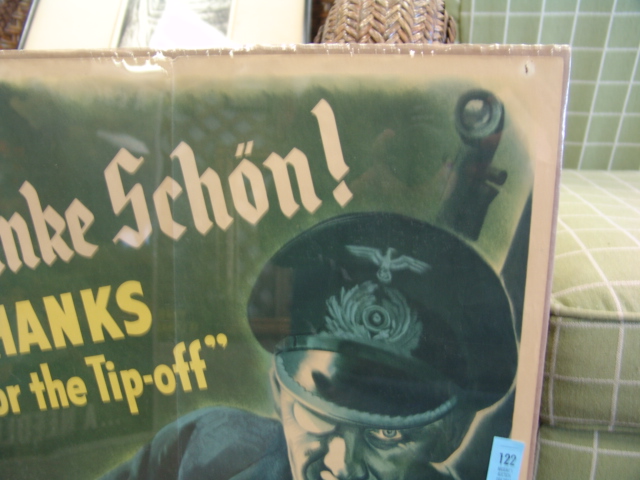 nke Schön!
HANKS
or the Tip-off"
122